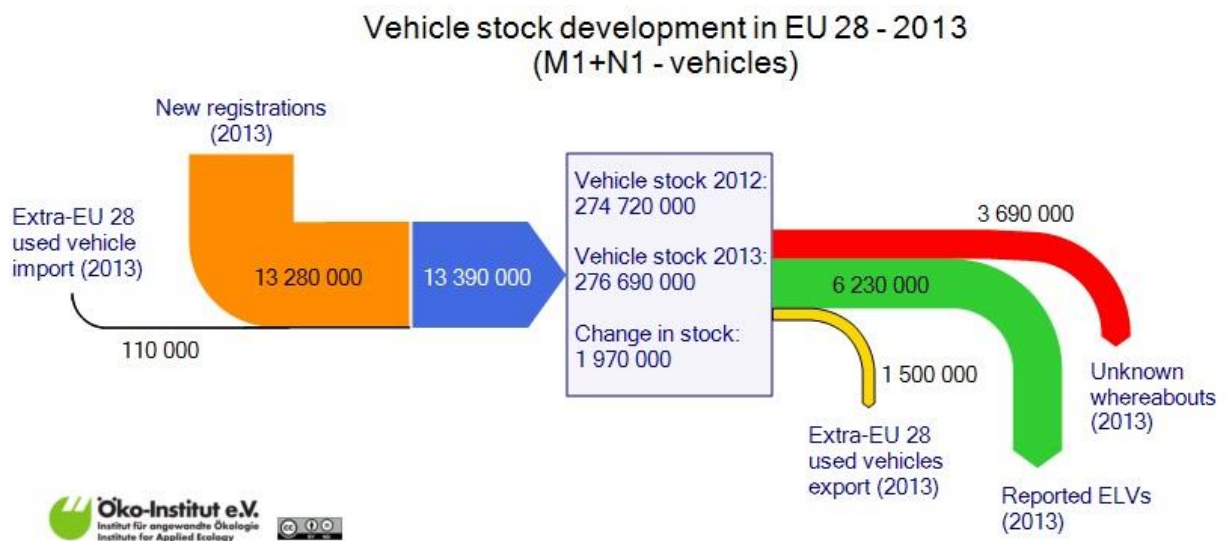 Vehicle stock development in EU 28 - 2013
(M1+N1 - vehicles)
New registrations
(2013)
Extra-EU 28
used vehicle
import (2013)
13 280 000
13 390 000
110 000
Vehicle stock 2012:
274 720 000
Vehicle stock 2013:
276 690 000
Change in stock:
1 970 000
3 690 000
6 230 000
1 500 000
Unknown
whereabouts
(2013)
Extra-EU 28
used vehicles
export (2013)
Reported ELVs
(2013)
Öko-Institut e.V.
Institut für angewandte Ökologie
Institute for Applied Ecology
cc
BY ND